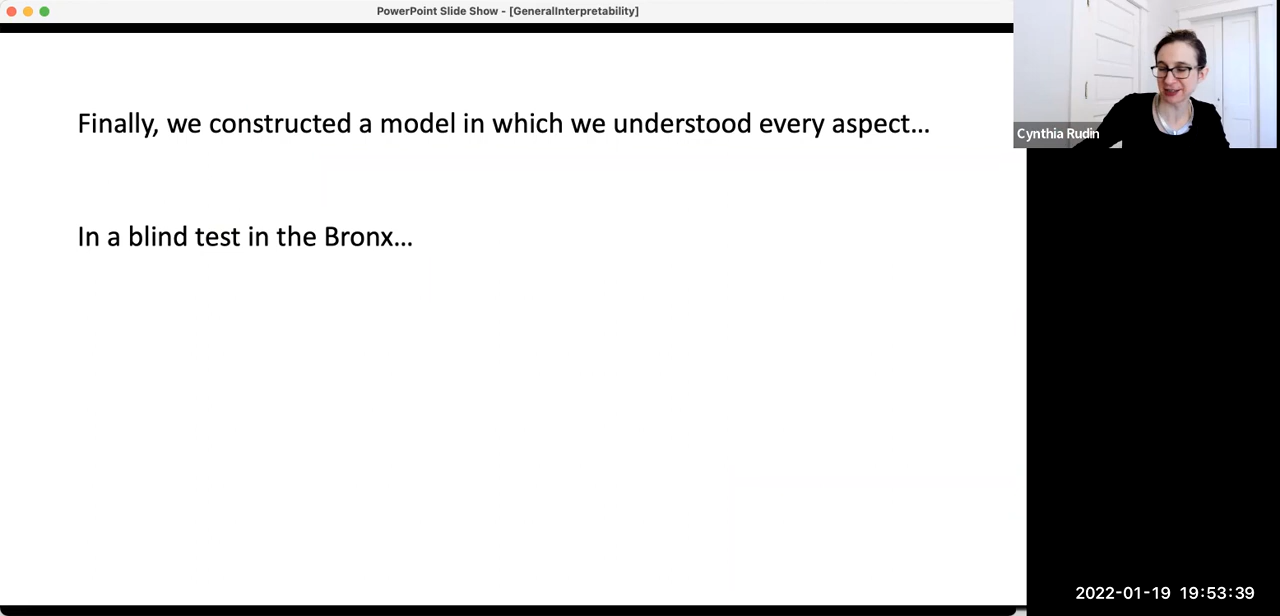 PowerPoint Slide Show - [GeneralInterpretability]
Finally, we constructed a model in which we understood every aspect...
In a blind test in the Bronx...
Cynthia Rudin
2022-01-19 19:53:39